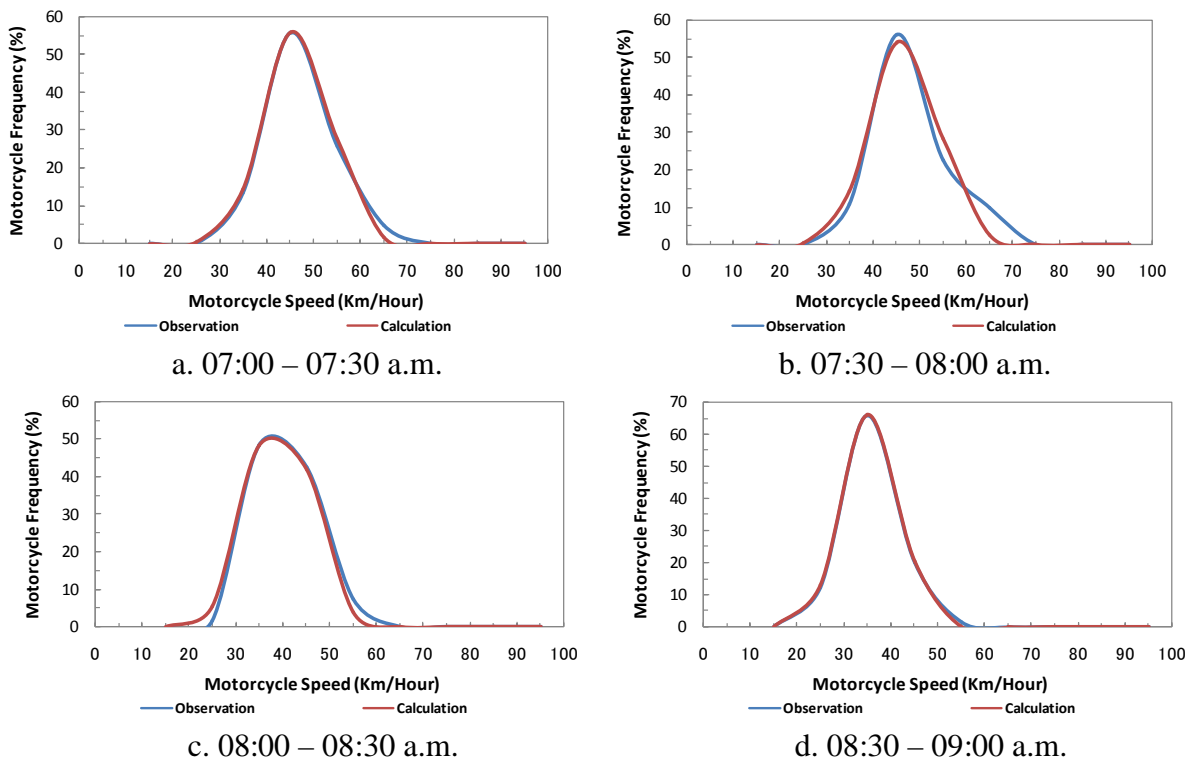 Motorcycle Frequency (%)
60
50
40
30
20
10
0
0 10 20 30 40 50 60 70 80 90 100
Motorcycle Speed (Km/Hour)
Observation Calculation
a. 07:00 – 07:30 a.m.
Motorcycle Frequency (%)
60
50
40
30
20
10
0
0 10 20 30 40 50 60 70 80 90 100
Motorcycle Speed (Km/Hour)
Observation Calculation
b. 07:30 – 08:00 a.m.
Motorcycle Frequency (%)
60
50
40
30
20
10
0
0 10 20 30 40 50 60 70 80 90 100
Motorcycle Speed (Km/Hour)
Observation Calculation
c. 08:00 – 08:30 a.m.
Motorcycle Frequency (%)
70
60
50
40
30
20
10
0
0 10 20 30 40 50 60 70 80 90 100
Motorcycle Speed (Km/Hour)
Observation Calculation
d. 08:30 – 09:00 a.m.